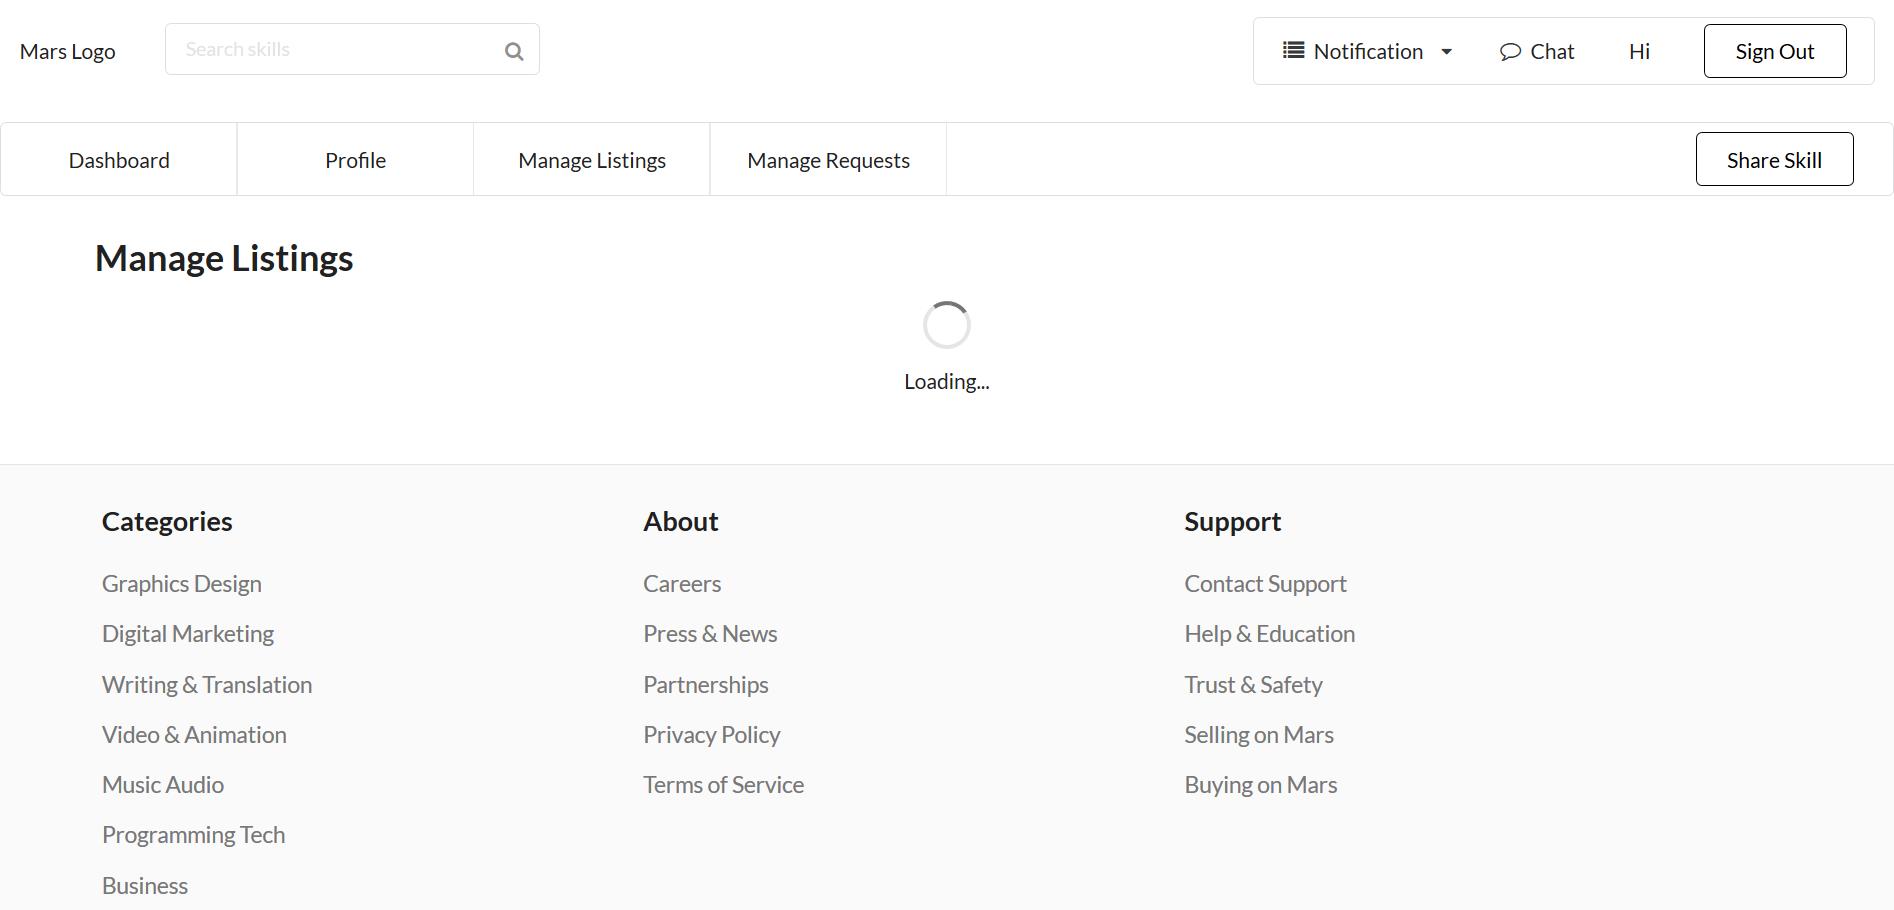 Mars Logo
Search skills
Notification
Chat
Hi
Sign Out
Dashboard
Profile
Manage Listings
Manage Requests
Share Skill
Manage Listings
Loading...
Categories
Graphics Design
Digital Marketing
Writing & Translation
Video & Animation
Music Audio
Programming Tech
Business
About
Careers
Press & News
Partnerships
Privacy Policy
Terms of Service
Support
Contact Support
Help & Education
Trust & Safety
Selling on Mars
Buying on Mars